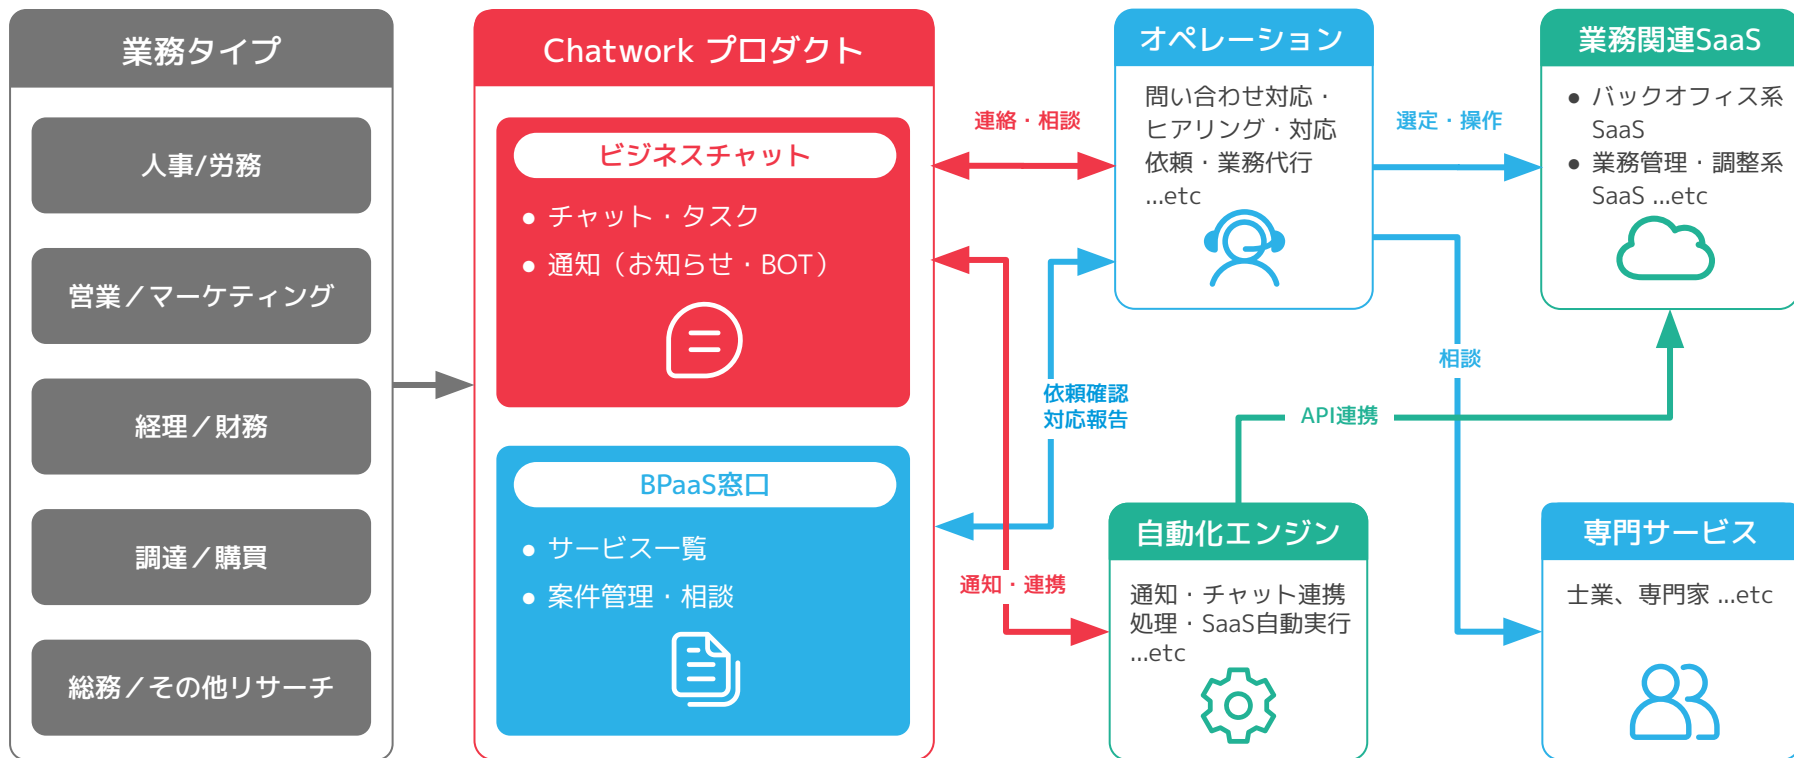 業務タイプ
人事/労務
営業／マーケティング
経理／財務
調達／購買
総務／その他リサーチ
Chatwork プロダクト
ビジネスチャット
● チャット・タスク
● 通知（お知らせ・BOT）
BPaaS窓口
● サービス一覧
● 案件管理・相談
連絡・相談
依頼確認
対応報告
通知・連携
オペレーション
問い合わせ対応・
ヒアリング・対応
依頼・業務代行
...etc
選定・操作
相談
API連携
自動化エンジン
通知・チャット連携
処理・SaaS自動実行
...etc
業務関連SaaS
● バックオフィス系
SaaS
● 業務管理・調整系
SaaS ...etc
専門サービス
士業、専門家 ...etc